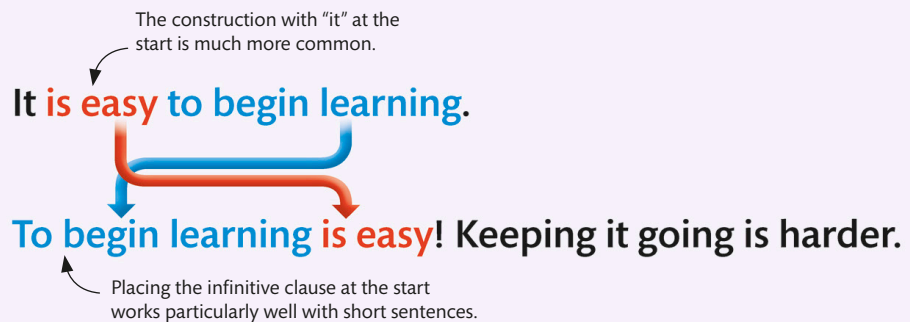 The construction with “it” at the
start is much more common.
It is easy to begin learning.
To begin learning is easy! Keeping it going is harder.
Placing the infinitive clause at the start
works particularly well with short sentences.